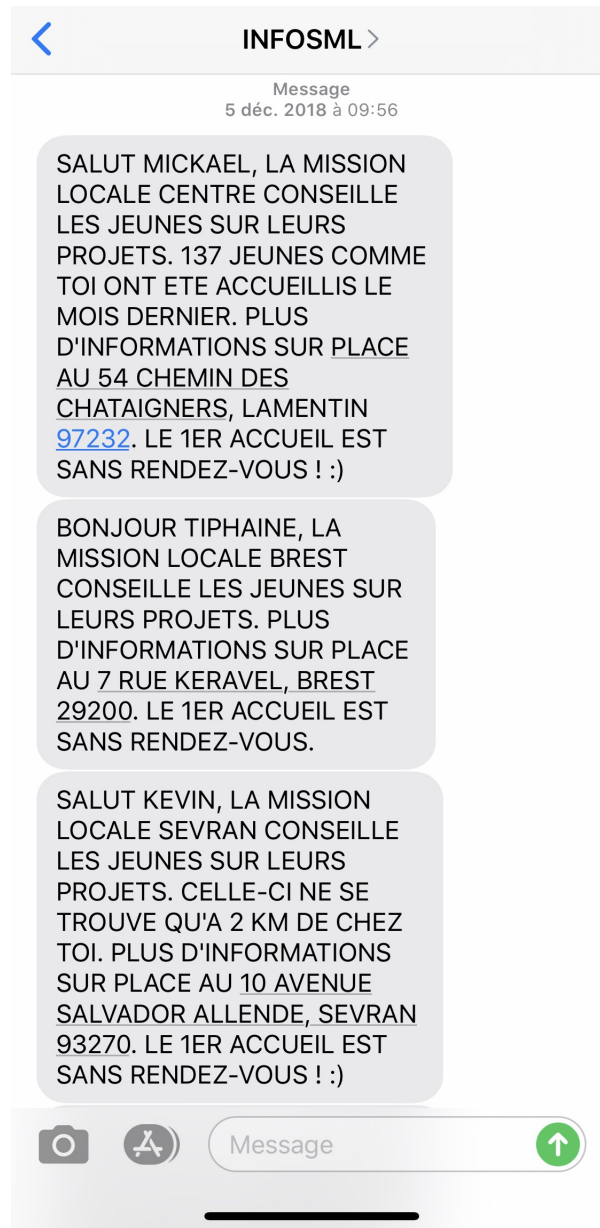 INFOSML
Message
5 déc. 2018 à 09:56
SALUT MICKAEL, LA MISSION
LOCALE CENTRE CONSEILLE
LES JEUNES SUR LEURS
PROJETS. 137 JEUNES COMME
TOI ONT ETE ACCUEILLIS LE
MOIS DERNIER. PLUS
D'INFORMATIONS SUR PLACE
AU 54 CHEMIN DES
CHATAIGNERS, LAMENTIN
97232. LE 1ER ACCUEIL EST
SANS RENDEZ-VOUS ! :)
BONJOUR TIPHAINE, LA
MISSION LOCALE BREST
CONSEILLE LES JEUNES SUR
LEURS PROJETS. PLUS
D'INFORMATIONS SUR PLACE
AU 7 RUE KERAVEL, BREST
29200. LE 1ER ACCUEIL EST
SANS RENDEZ-VOUS.
SALUT KEVIN, LA MISSION
LOCALE SEVRAN CONSEILLE
LES JEUNES SUR LEURS
PROJETS. CELLE-CI NE SE
TROUVE QU'A 2 KM DE CHEZ
TOI. PLUS D'INFORMATIONS
SUR PLACE AU 10 AVENUE
SALVADOR ALLENDE, SEVRAN
93270. LE 1ER ACCUEIL EST
SANS RENDEZ-VOUS ! :)
Message